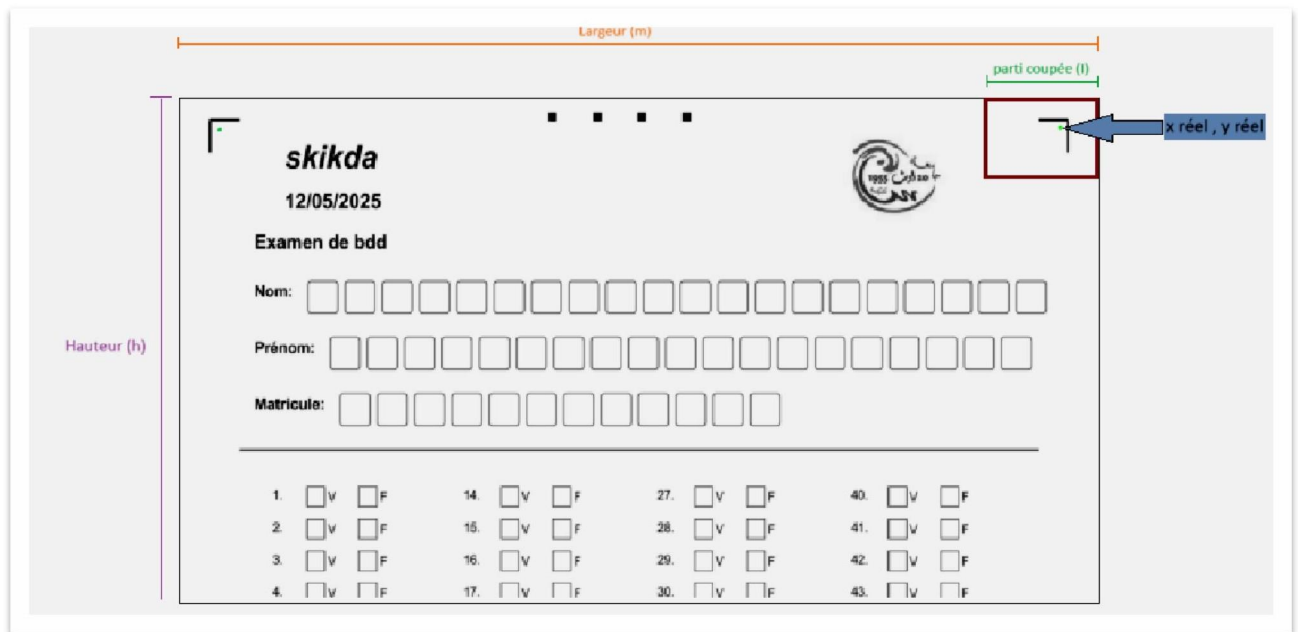 Largeur (m)
parti coupée (l)
x réel , y réel
skikda
12/05/2025
1955
Examen de bdd
Nom:
Hauteur (h)
Prénom:
Matricule:
1. V F 14. V F 27. V F 40. V F
2. V F 15. V F 28. V F 41. V F
3. V F 16. V F 29. V F 42. V F
4. V F 17. V F 30. V F 43. V F